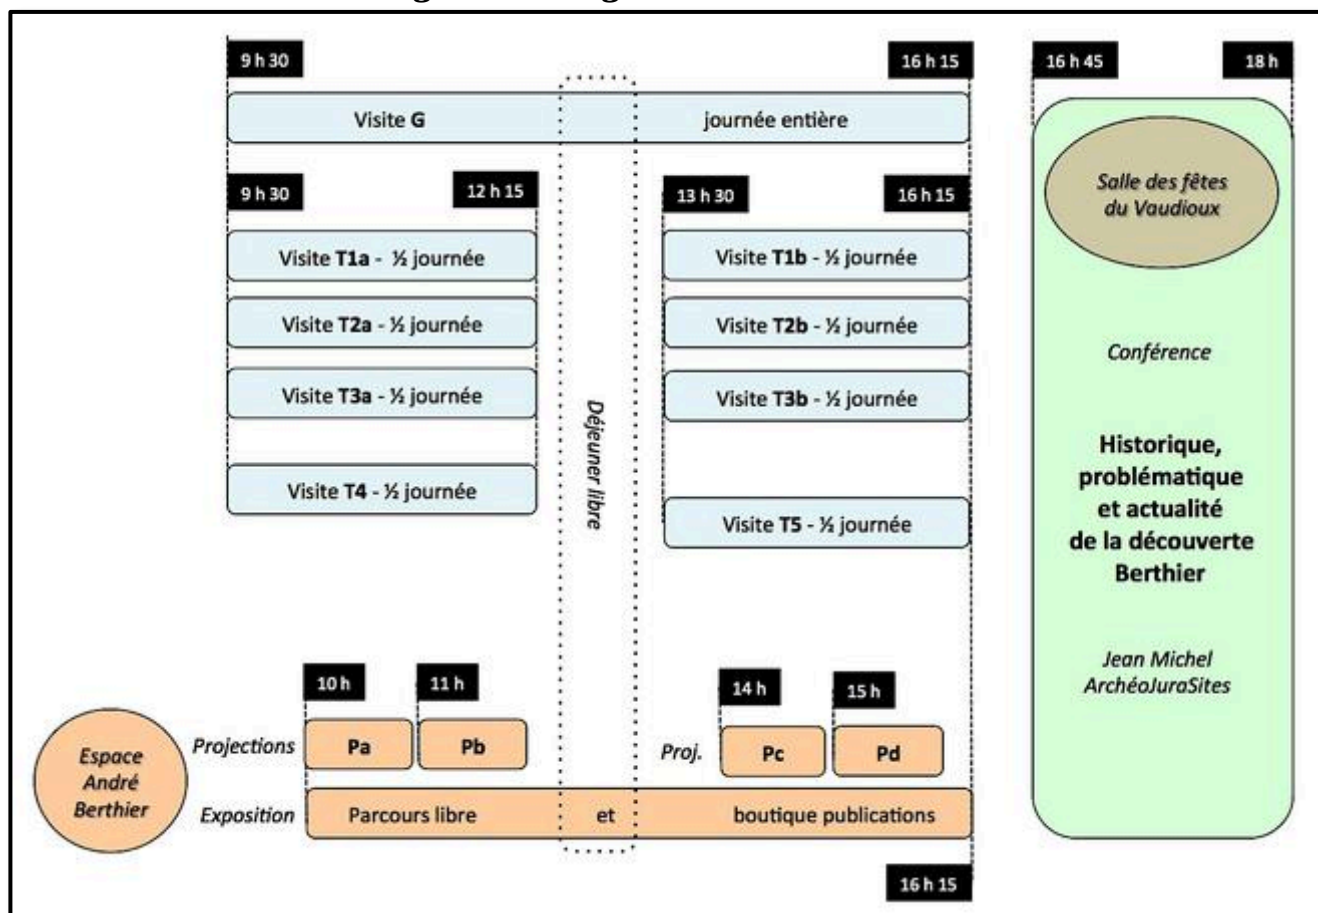 9 h 30
16 h 15
16 h 45
18 h
Visite G
journée entière
9 h 30
12 h 15
13 h 30
16 h 15
Visite T1a - ½ journée
Visite T1b - ½ journée
Visite T2a - ½ journée
Visite T2b - ½ journée
Visite T3a - ½ journée
Visite T3b - ½ journée
Visite T4 - ½ journée
Visite T5 - ½ journée
Déjeuner libre
Salle des fêtes
du Vaudioux
Conférence
Historique,
problématique
et actualité
de la découverte
Berthier
Jean Michel
ArchéoJuraSites
10 h
11 h
14 h
15 h
Espace
André
Berthier
Projections
Pa
Pb
Proj.
Pc
Pd
Exposition
Parcours libre
et
boutique publications
16 h 15